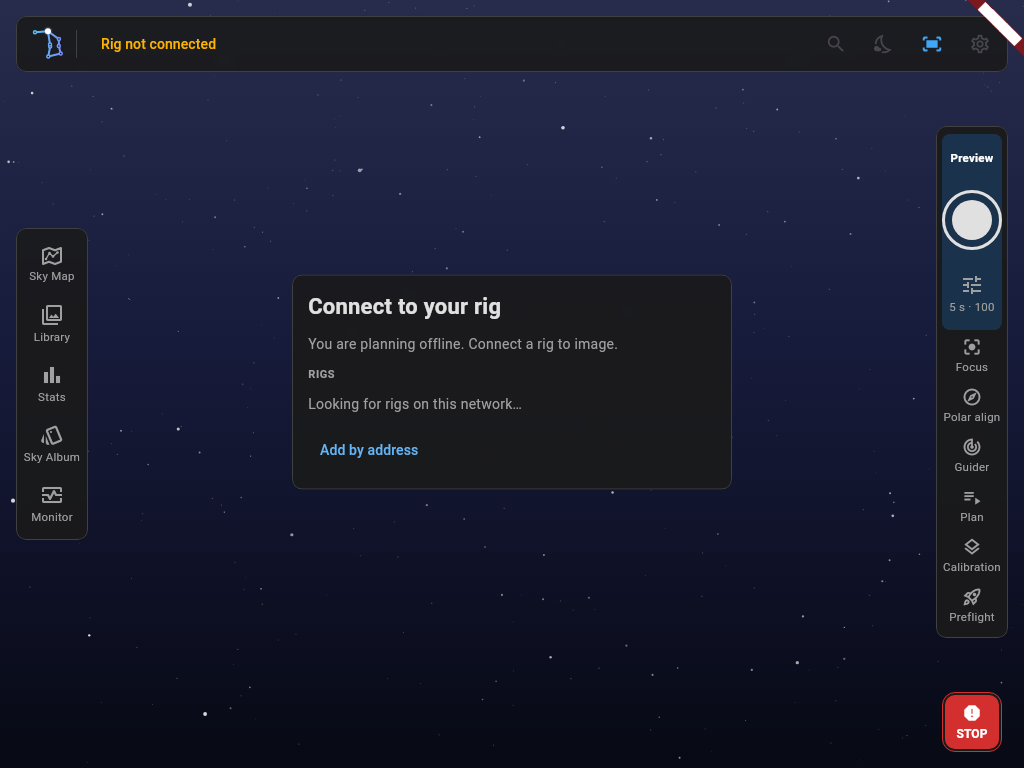 Rig not connected
Sky Map
Library
Stats
Sky Album
Monitor
Connect to your rig
You are planning offline. Connect a rig to image.
RIGS
Looking for rigs on this network…
Add by address
Preview
5 s · 100
Focus
Polar align
Guider
Plan
Calibration
Preflight
STOP